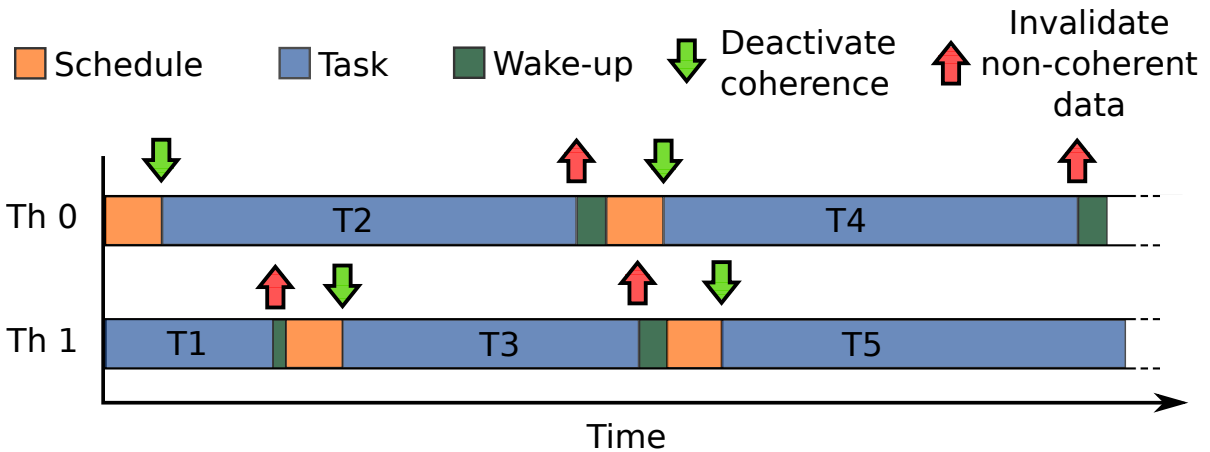 Schedule
Task
Wake-up
Deactivate
coherence
Invalidate
non-coherent
data
Th 0
T2
T4
Th 1
T1
T3
T5
Time